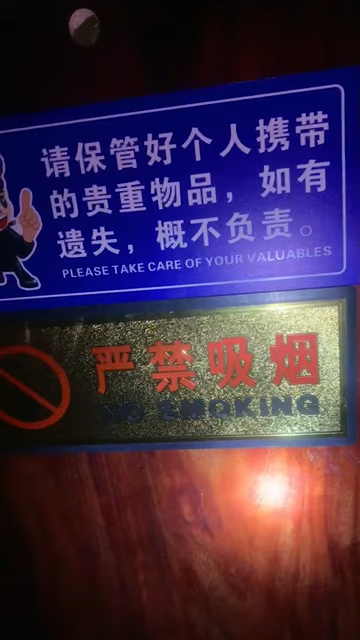 请保管好个人携带
的贵重物品，如有
遗失，概不负责。
PLEASE TAKE CARE OF YOUR VALUABLES
严禁吸烟
NO SMOKING